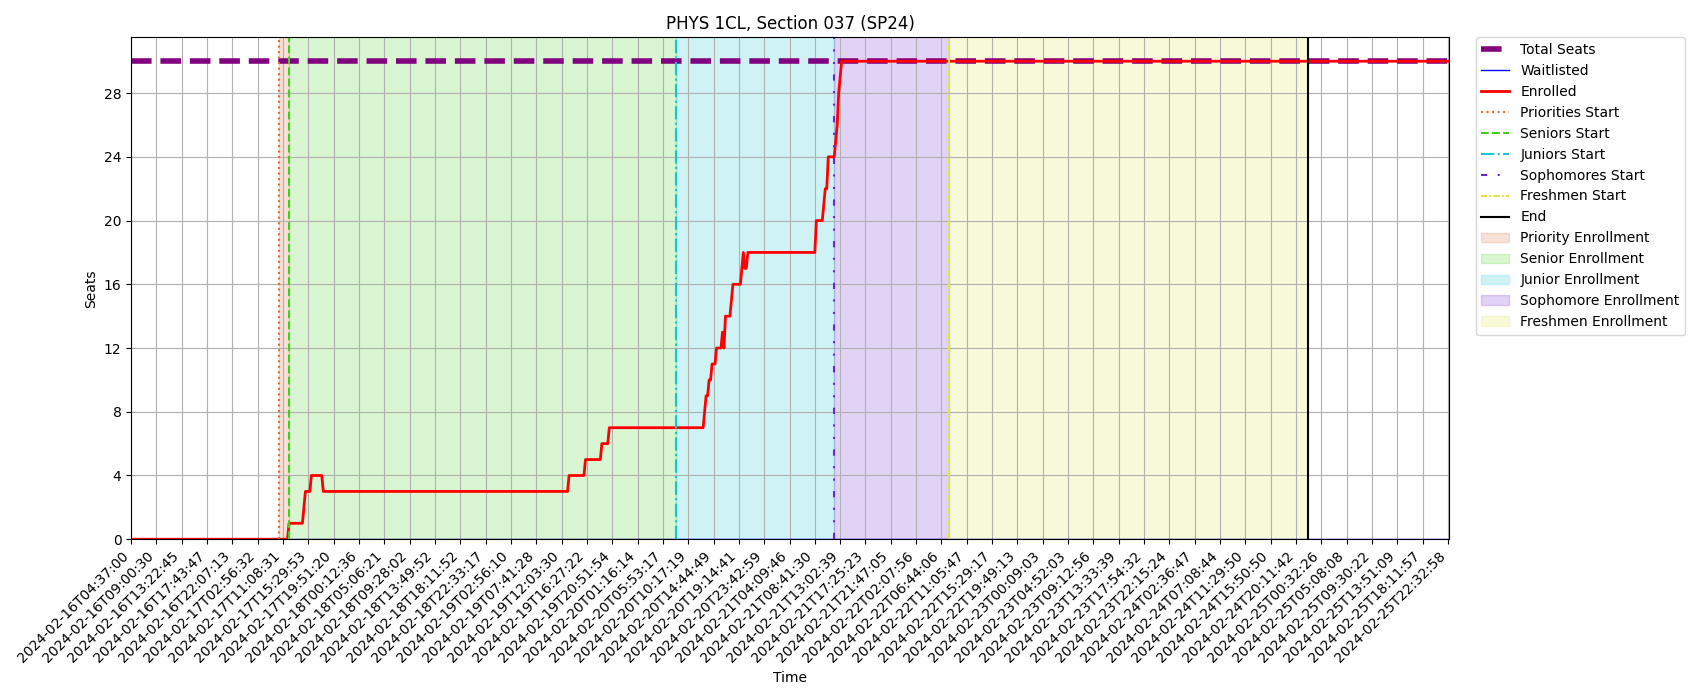 PHYS 1CL, Section 037 (SP24)
Total Seats
Waitlisted
Enrolled
Priorities Start
Seniors Start
Juniors Start
Sophomores Start
Freshmen Start
End
Priority Enrollment
Senior Enrollment
Junior Enrollment
Sophomore Enrollment
Freshmen Enrollment
Seats
28
24
20
16
12
8
4
0
2024-02-16T04:37:00
2024-02-16T09:00:30
2024-02-16T13:22:45
2024-02-16T17:43:47
2024-02-16T22:07:13
2024-02-17T02:56:32
2024-02-17T11:08:31
2024-02-17T15:29:53
2024-02-17T19:51:20
2024-02-18T00:12:36
2024-02-18T05:06:21
2024-02-18T09:28:02
2024-02-18T13:49:52
2024-02-18T18:11:52
2024-02-18T22:33:17
2024-02-19T02:56:10
2024-02-19T07:41:28
2024-02-19T12:03:30
2024-02-19T16:27:22
2024-02-19T20:51:54
2024-02-20T01:16:14
2024-02-20T05:53:17
2024-02-20T10:17:19
2024-02-20T14:44:49
2024-02-20T19:14:41
2024-02-20T23:42:59
2024-02-21T04:09:46
2024-02-21T08:41:30
2024-02-21T13:02:39
2024-02-21T17:25:23
2024-02-21T21:47:05
2024-02-22T02:07:56
2024-02-22T06:44:06
2024-02-22T11:05:47
2024-02-22T15:29:17
2024-02-22T19:49:13
2024-02-23T00:09:03
2024-02-23T04:52:03
2024-02-23T09:12:56
2024-02-23T13:33:39
2024-02-23T17:54:32
2024-02-23T22:15:24
2024-02-24T02:36:47
2024-02-24T07:08:44
2024-02-24T11:29:50
2024-02-24T15:50:50
2024-02-24T20:11:42
2024-02-25T00:32:26
2024-02-25T05:08:08
2024-02-25T09:30:22
2024-02-25T13:51:09
2024-02-25T18:11:57
2024-02-25T22:32:58
Time